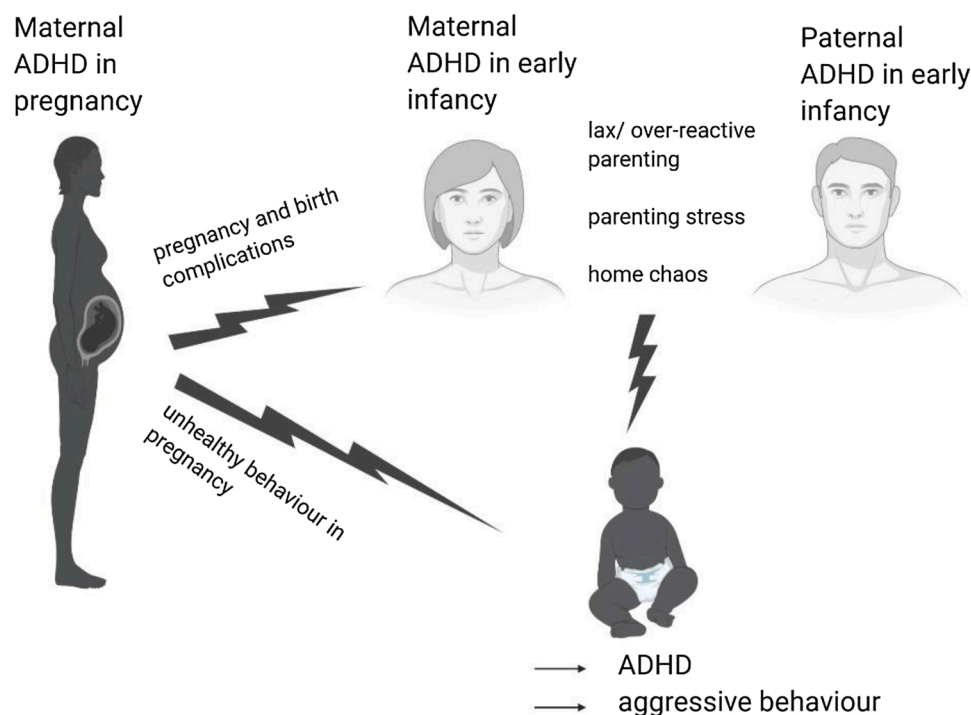 Maternal
ADHD in
pregnancy
Maternal
ADHD in early
infancy
Paternal
ADHD in early
infancy
lax/ over-reactive
parenting
parenting stress
home chaos
pregnancy and birth
complications
unhealthy behaviour in
pregnancy
ADHD
aggressive behaviour